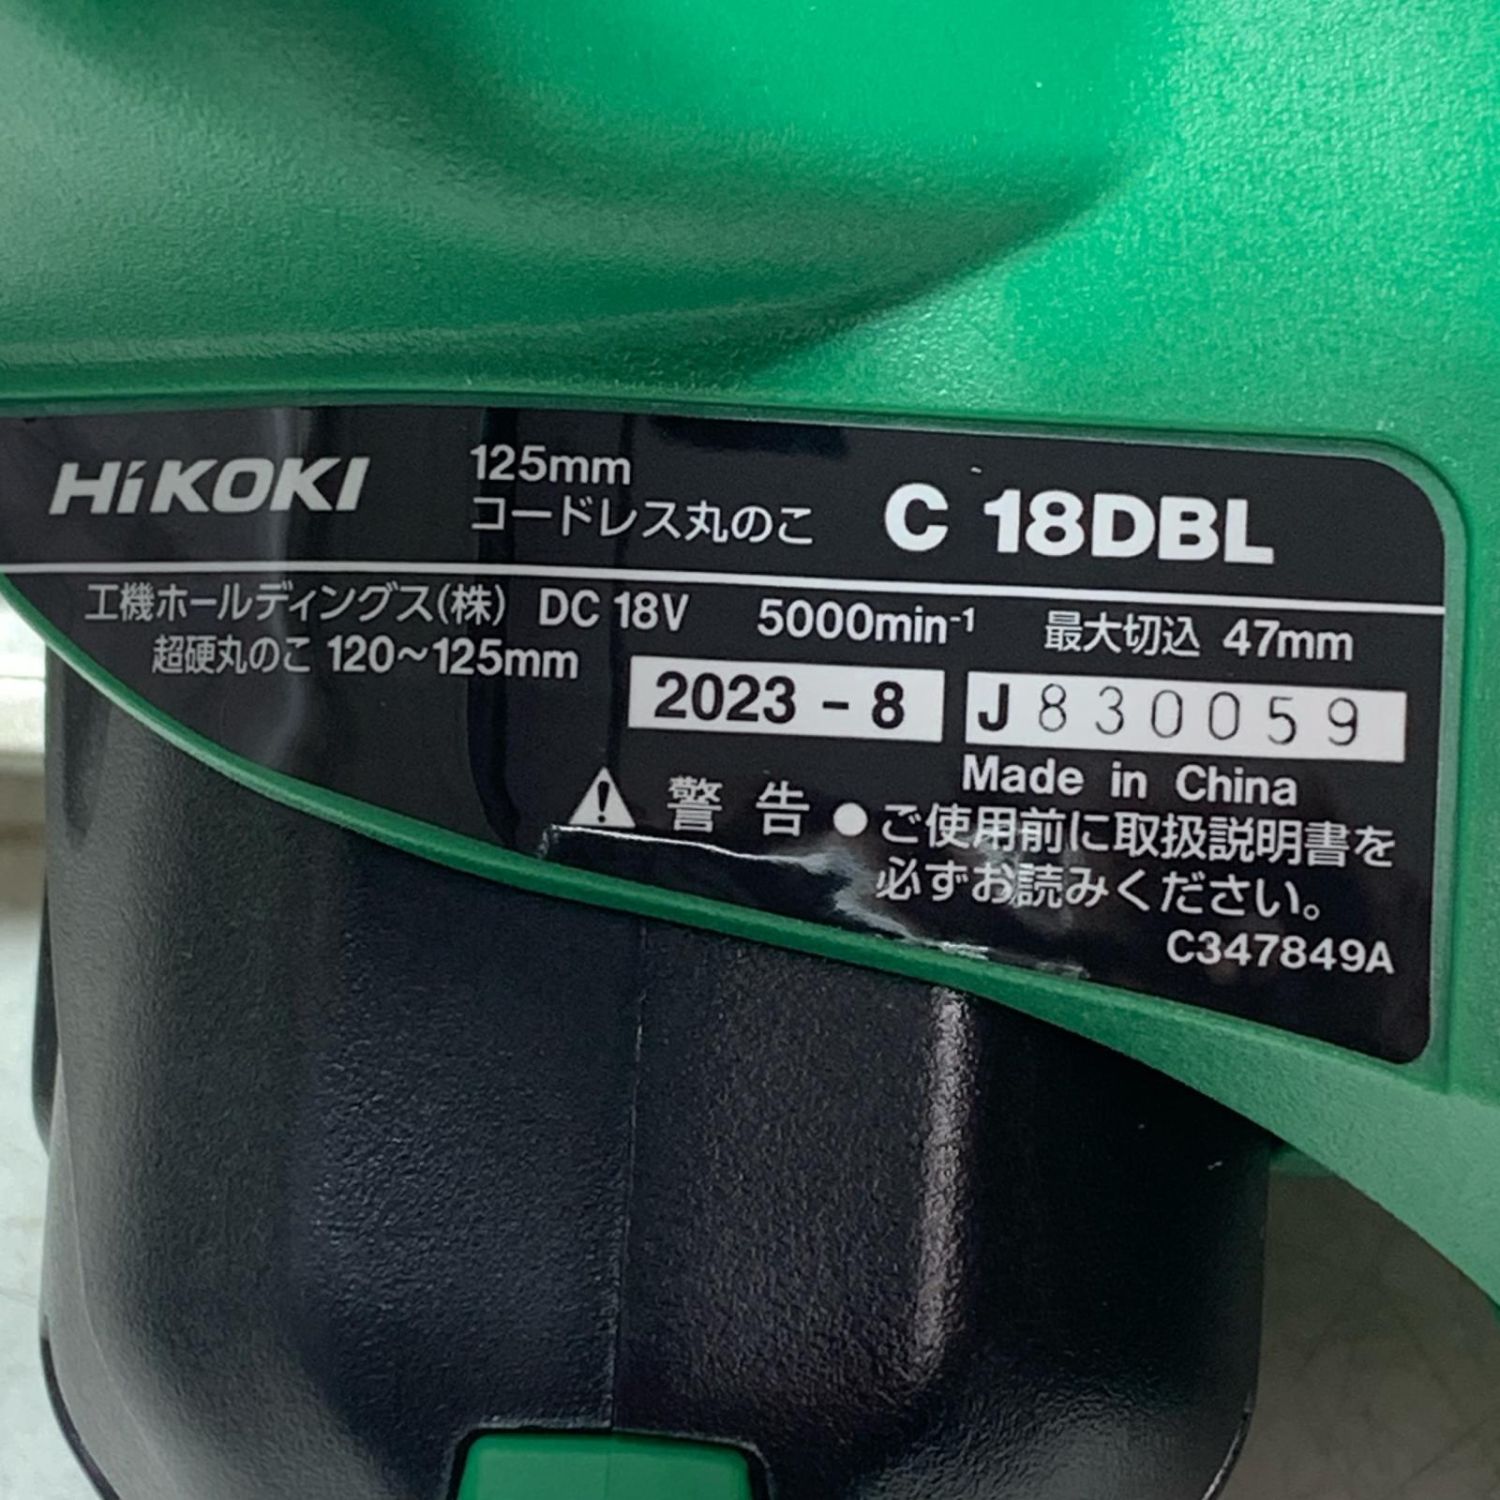 HiKOKI
125mm
コードレス丸のこ
C 18DBL
工機ホールディングス(株) DC 18V 5000min-1 最大切込 47mm
超硬丸のこ 120~125mm
2023 - 8 J830059
Made in China
警告 ●ご使用前に取扱説明書を
必ずお読みください。
C347849A